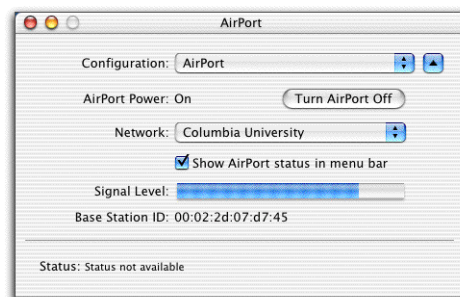 AirPort
Configuration: AirPort
AirPort Power: On Turn AirPort Off
Network: Columbia University
Show AirPort status in menu bar
Signal Level:
Base Station ID: 00:02:2d:07:d7:45
Status: Status not available